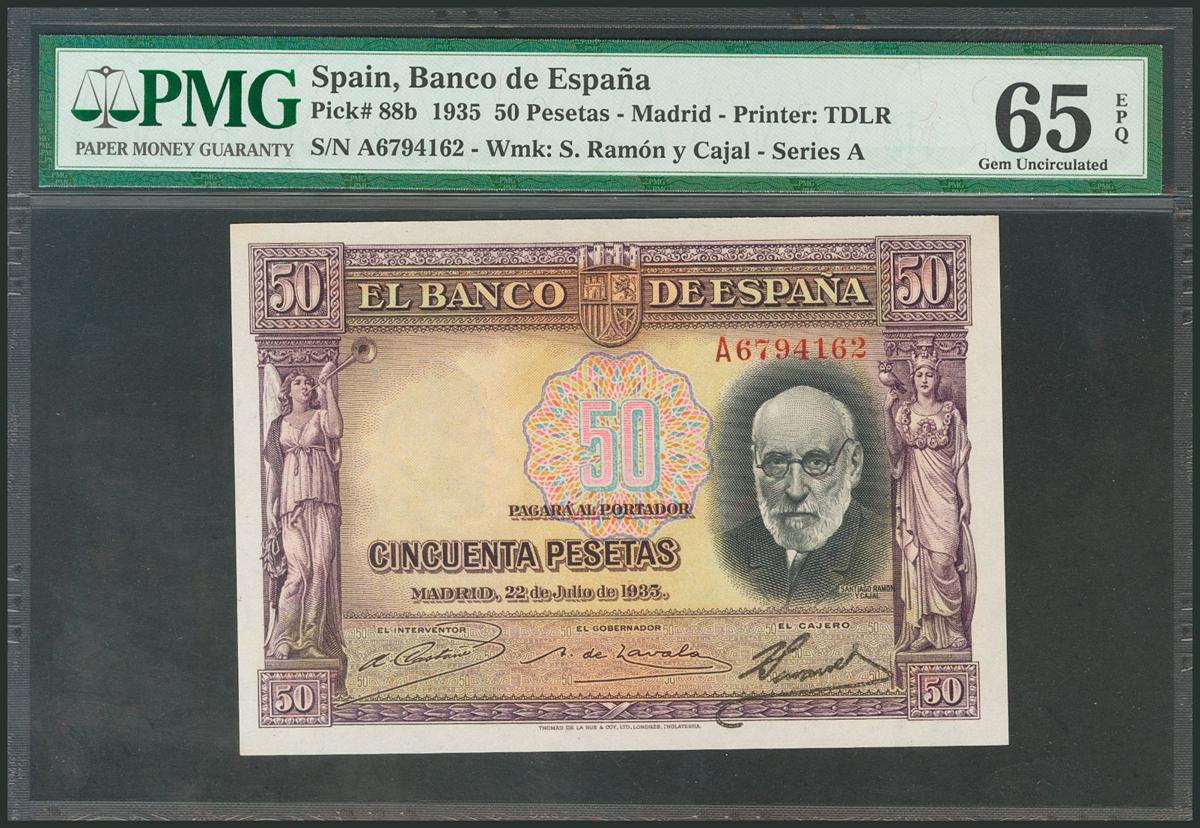 PMG
PAPER MONEY GUARANTY
Spain, Banco de España
Pick# 88b 1935 50 Pesetas - Madrid - Printer: TDLR
S/N A6794162 - Wmk: S. Ramón y Cajal - Series A
65
EPQ
Gem Uncirculated
50
EL BANCO DE ESPAÑA
50
A6794162
50
PAGARÁ AL PORTADOR
CINCUENTA PESETAS
MADRID, 22 de Julio de 1935.
SANTIAGO RAMÓN
Y CAJAL
EL INTERVENTOR
EL GOBERNADOR
EL CAJERO
50
50
THOMAS DE LA RUE & COY, LTD, LONDRES, INGLATERRA.